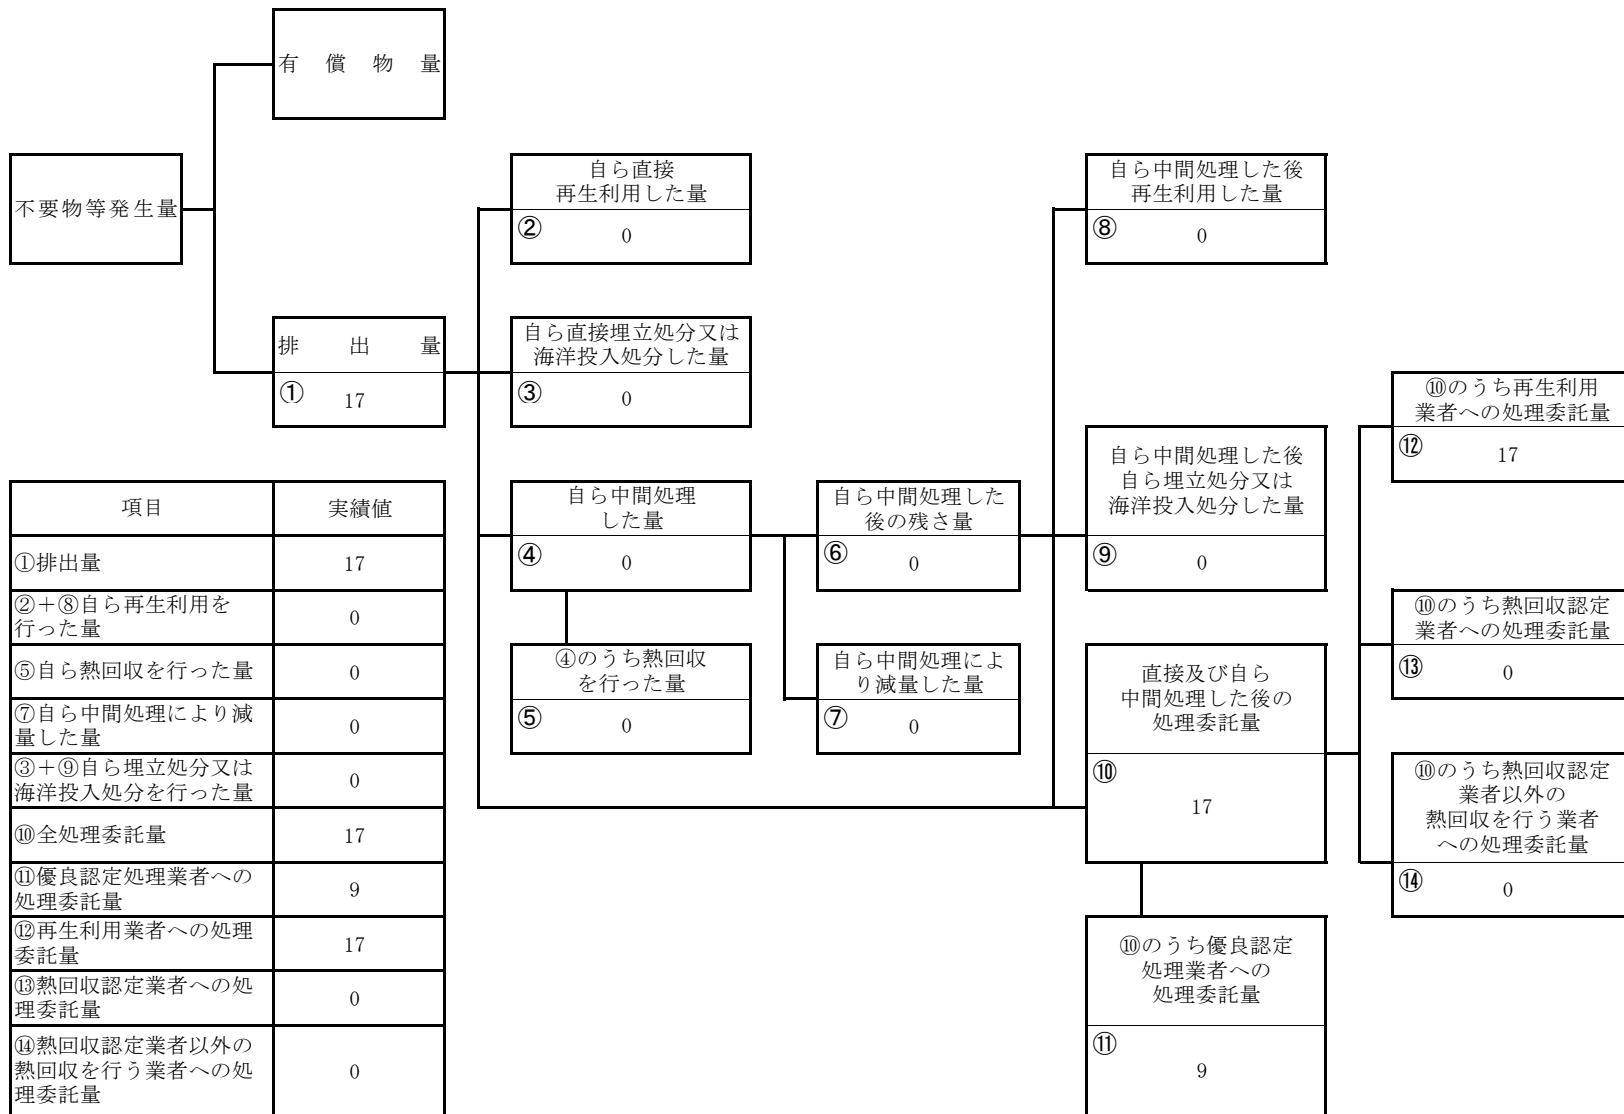 有償物量
不要物等発生量
排出量
① 17
自ら直接
再生利用した量
② 0
自ら直接埋立処分又は
海洋投入処分した量
③ 0
自ら中間処理
した量
④ 0
④のうち熱回収
を行った量
⑤ 0
自ら中間処理した
後の残さ量
⑥ 0
自ら中間処理によ
り減量した量
⑦ 0
自ら中間処理した後
再生利用した量
⑧ 0
自ら中間処理した後
自ら埋立処分又は
海洋投入処分した量
⑨ 0
直接及び自ら
中間処理した後の
処理委託量
⑩
17
⑩のうち優良認定
処理業者への
処理委託量
⑪
9
⑩のうち再生利用
業者への処理委託量
⑫ 17
⑩のうち熱回収認定
業者への処理委託量
⑬ 0
⑩のうち熱回収認定
業者以外の
熱回収を行う業者
への処理委託量
⑭ 0
項目 実績値
①排出量 17
②+⑧自ら再生利用を
行った量 0
⑤自ら熱回収を行った量 0
⑦自ら中間処理により減
量した量 0
③+⑨自ら埋立処分又は
海洋投入処分を行った量 0
⑩全処理委託量 17
⑪優良認定処理業者への
処理委託量 9
⑫再生利用業者への処理
委託量 17
⑬熱回収認定業者への処
理委託量 0
⑭熱回収認定業者以外の
熱回収を行う業者への処
理委託量 0